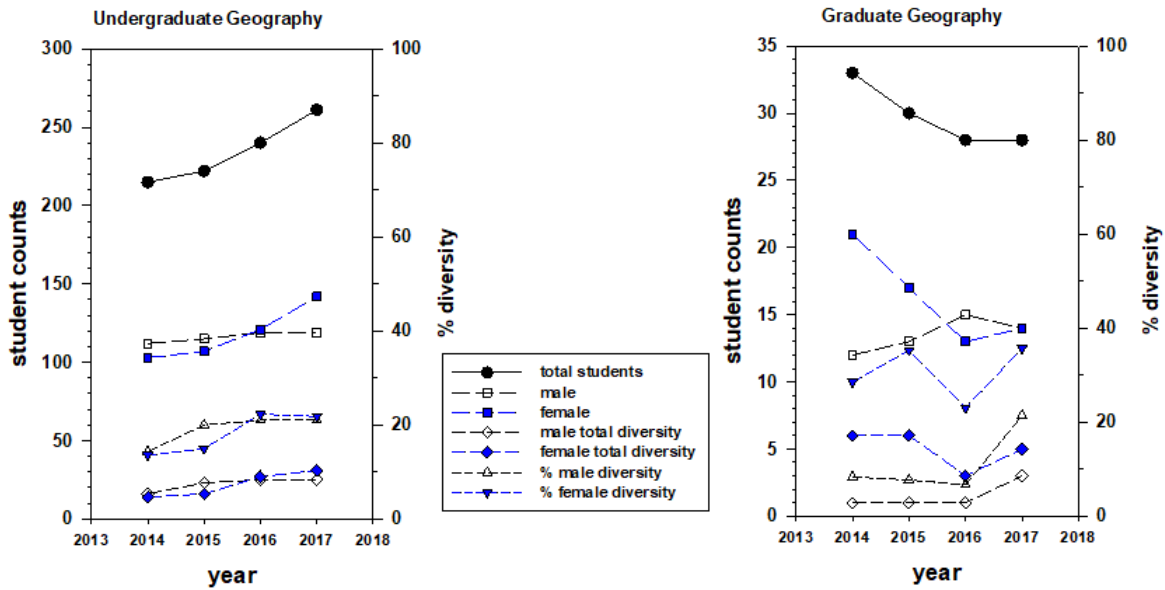 Undergraduate Geography
300
250
200
150
100
50
0
100
80
60
40
20
0
2013 2014 2015 2016 2017 2018
student counts
% diversity
year
total students
male
female
male total diversity
female total diversity
% male diversity
% female diversity
Graduate Geography
35
30
25
20
15
10
5
0
100
80
60
40
20
0
2013 2014 2015 2016 2017 2018
student counts
% diversity
year